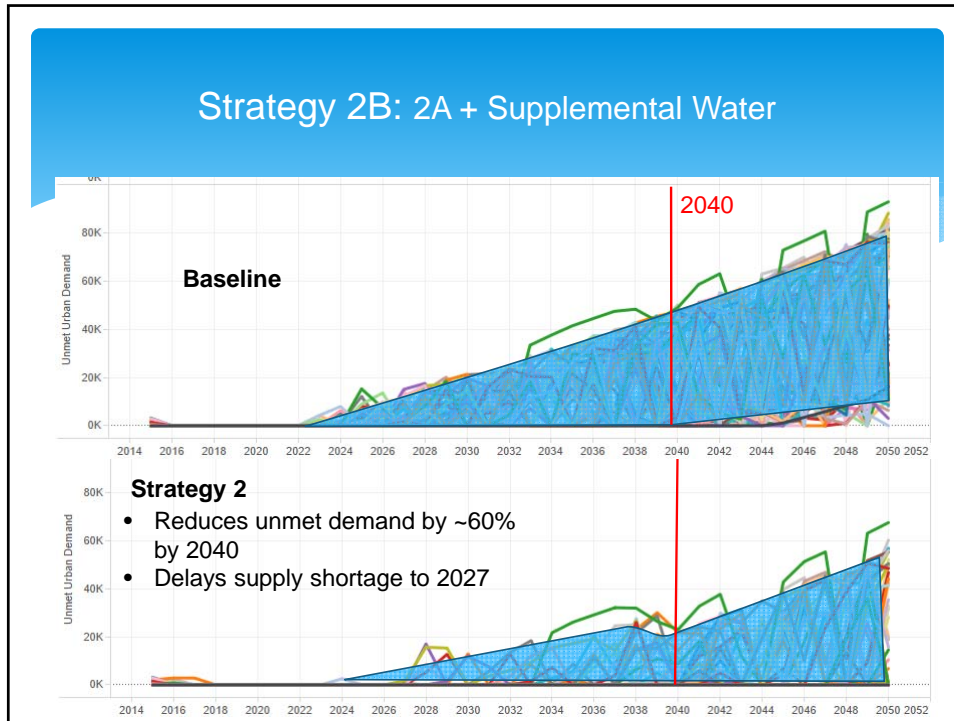 Strategy 2B: 2A + Supplemental Water
0K
2040
80K
60K
40K
20K
0K
Unmet Urban Demand
Baseline
2014 2016 2018 2020 2022 2024 2026 2028 2030 2032 2034 2036 2038 2040 2042 2044 2046 2048 2050 2052
Strategy 2
• Reduces unmet demand by ~60%
by 2040
• Delays supply shortage to 2027
80K
60K
40K
20K
0K
Unmet Urban Demand
2014 2016 2018 2020 2022 2024 2026 2028 2030 2032 2034 2036 2038 2040 2042 2044 2046 2048 2050 2052